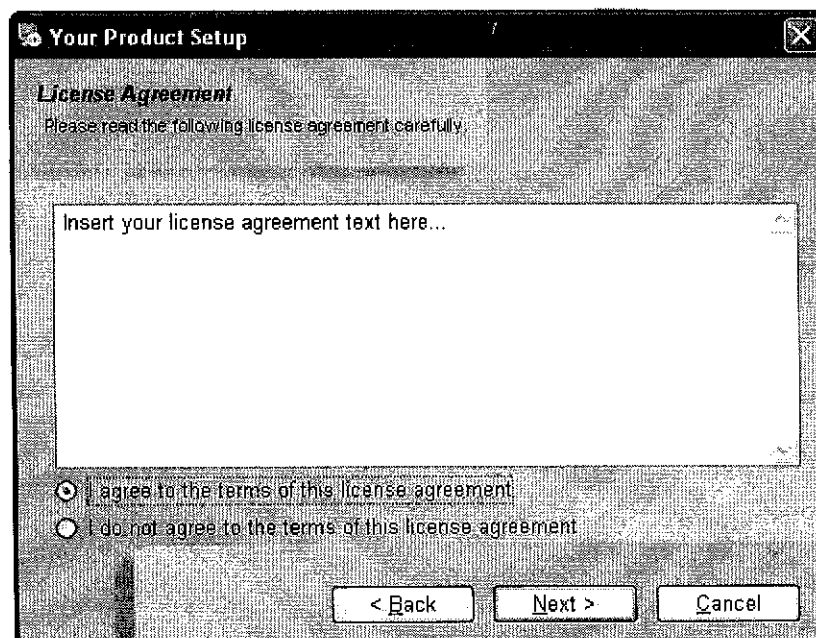 Your Product Setup
License Agreement
Please read the following license agreement carefully.
Insert your license agreement text here...
I agree to the terms of this license agreement
I do not agree to the terms of this license agreement
< Back
Next >
Cancel